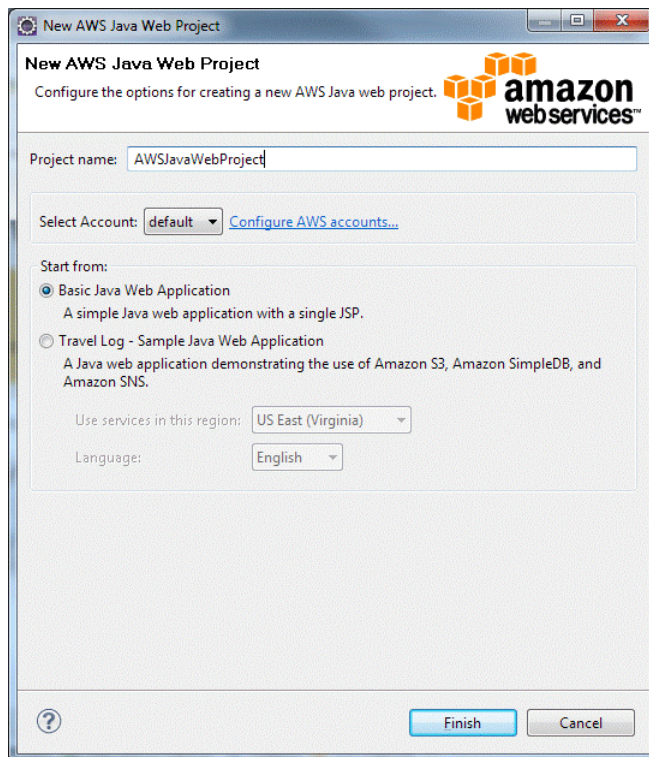 New AWS Java Web Project
New AWS Java Web Project
Configure the options for creating a new AWS Java web project.
amazon
webservices™
Project name: AWSJavaWebProject
Select Account: default Configure AWS accounts...
Start from:
Basic Java Web Application
A simple Java web application with a single JSP.
Travel Log - Sample Java Web Application
A Java web application demonstrating the use of Amazon S3, Amazon SimpleDB, and
Amazon SNS.
Use services in this region: US East (Virginia)
Language: English
?
Finish Cancel